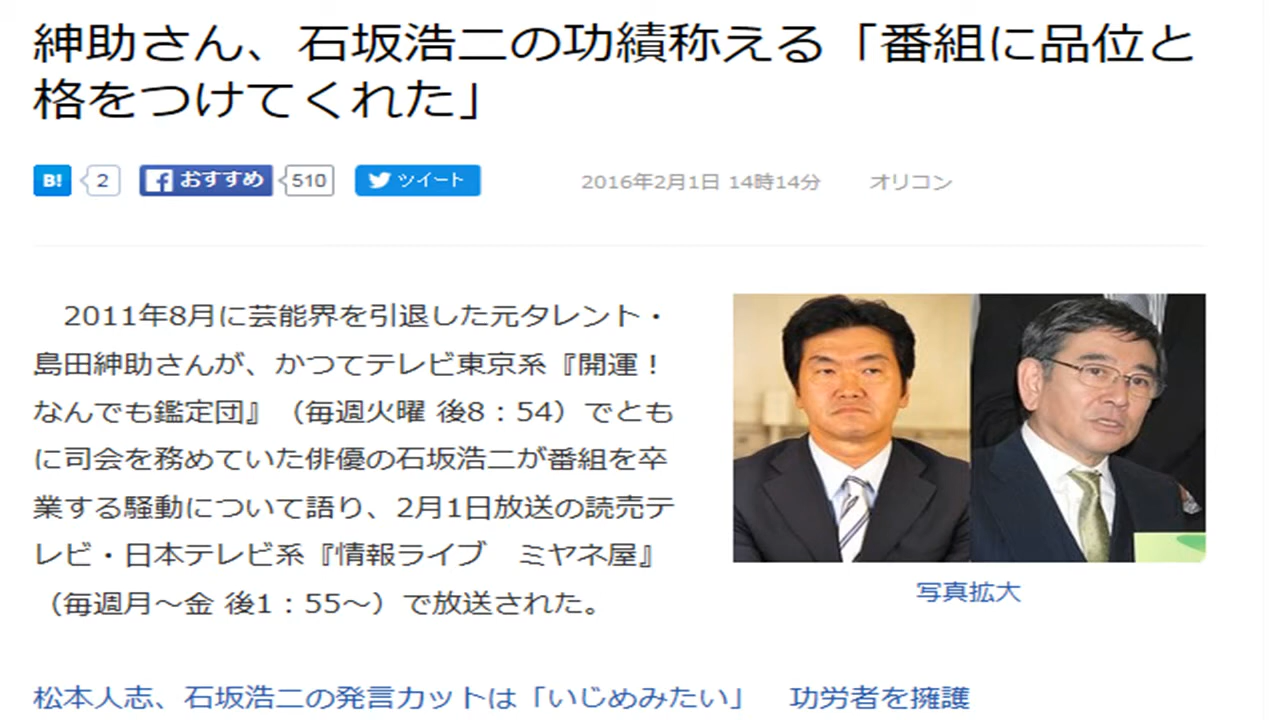 紳助さん、石坂浩二の功績称える「番組に品位と
格をつけてくれた」
B! 2 おすすめ 510 ツイート 2016年2月1日 14時14分 オリコン
2011年8月に芸能界を引退した元タレント・
島田紳助さんが、かつてテレビ東京系『開運！
なんでも鑑定団』（毎週火曜 後8：54）でとも
に司会を務めていた俳優の石坂浩二が番組を卒
業する騒動について語り、2月1日放送の読売テ
レビ・日本テレビ系『情報ライブ　ミヤネ屋』
（毎週月〜金 後1：55〜）で放送された。
写真拡大
松本人志、石坂浩二の発言カットは「いじめみたい」　功労者を擁護